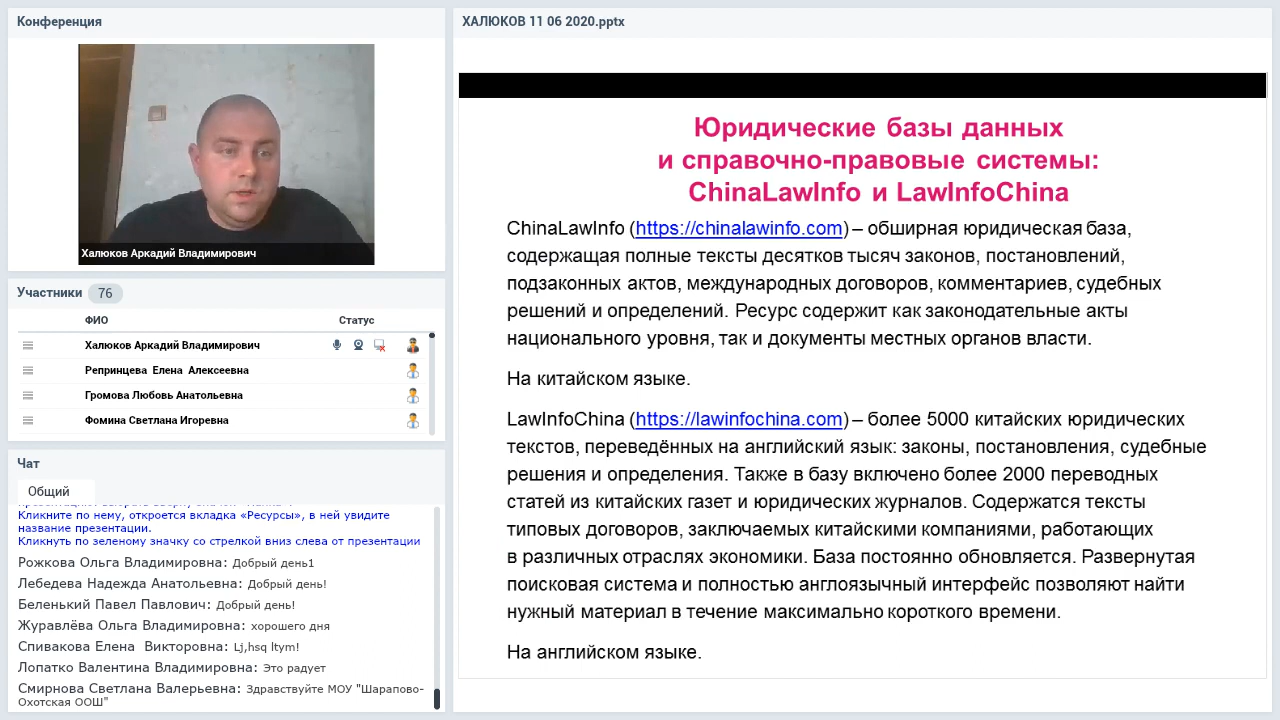 Конференция
Халюков Аркадий Владимирович
Участники 76
ФИО Статус
Халюков Аркадий Владимирович
Репринцева Елена Алексеевна
Громова Любовь Анатольевна
Фомина Светлана Игоревна
Чат
Общий
Кликните по нему, откроется вкладка «Ресурсы», в ней увидите
название презентации.
Кликнуть по зеленому значку со стрелкой вниз слева от презентации
Рожкова Ольга Владимировна: Добрый день1
Лебедева Надежда Анатольевна: Добрый день!
Беленький Павел Павлович: Добрый день!
Журавлёва Ольга Владимировна: хорошего дня
Спивакова Елена Викторовна: Lj,hsq ltym!
Лопатко Валентина Владимировна: Это радует
Смирнова Светлана Валерьевна: Здравствуйте МОУ "Шарапово-
Охотская ООШ"
ХАЛЮКОВ 11 06 2020.pptx
Юридические базы данных
и справочно-правовые системы:
ChinaLawInfo и LawInfoChina
ChinaLawInfo (https://chinalawinfo.com) – обширная юридическая база,
содержащая полные тексты десятков тысяч законов, постановлений,
подзаконных актов, международных договоров, комментариев, судебных
решений и определений. Ресурс содержит как законодательные акты
национального уровня, так и документы местных органов власти.
На китайском языке.
LawInfoChina (https://lawinfochina.com) – более 5000 китайских юридических
текстов, переведённых на английский язык: законы, постановления, судебные
решения и определения. Также в базу включено более 2000 переводных
статей из китайских газет и юридических журналов. Содержатся тексты
типовых договоров, заключаемых китайскими компаниями, работающих
в различных отраслях экономики. База постоянно обновляется. Развернутая
поисковая система и полностью англоязычный интерфейс позволяют найти
нужный материал в течение максимально короткого времени.
На английском языке.